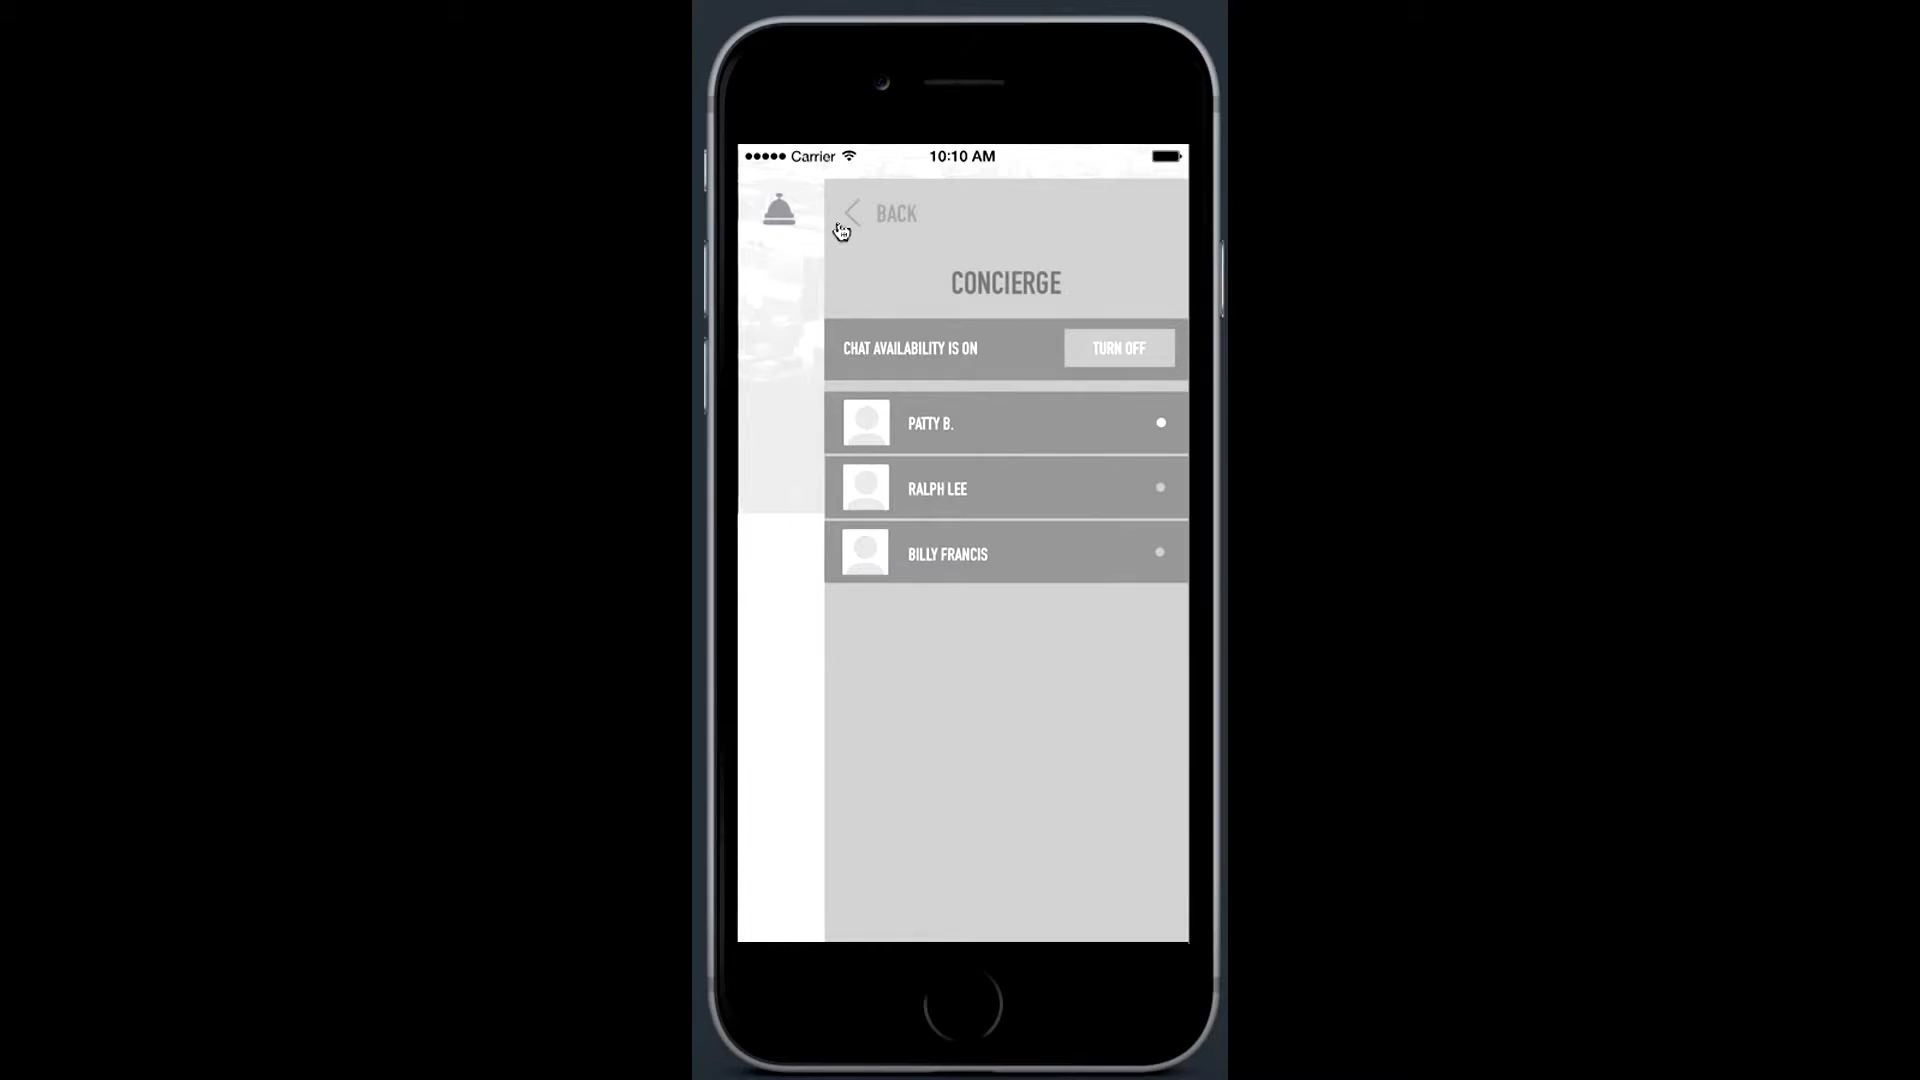 Carrier
10:10 AM
BACK
CONCIERGE
CHAT AVAILABILITY IS ON
TURN OFF
PATTY B.
RALPH LEE
BILLY FRANCIS